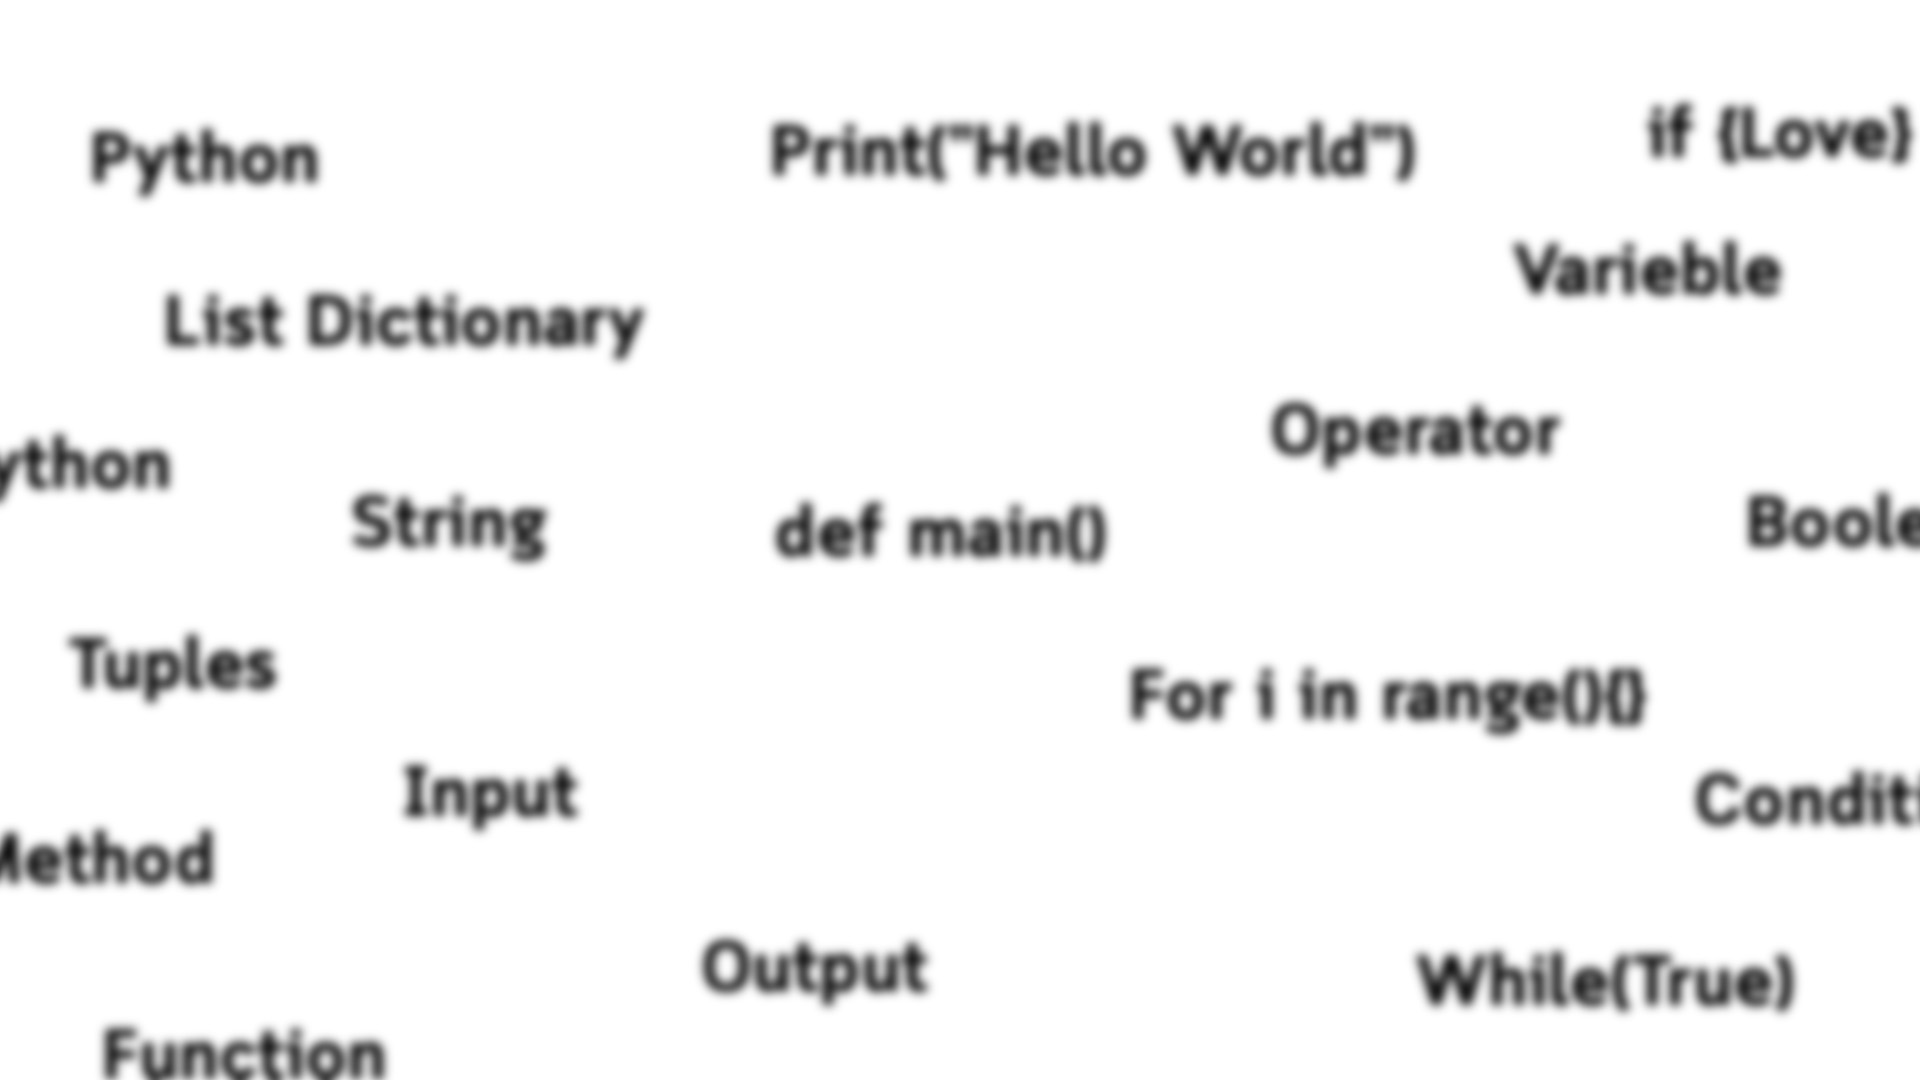 Python
Print("Hello World")
if {Love}
Varieble
List Dictionary
Operator
ython
String
def main()
Boole
Tuples
For i in range(){}
Input
Conditi
Method
Output
While(True)
Function